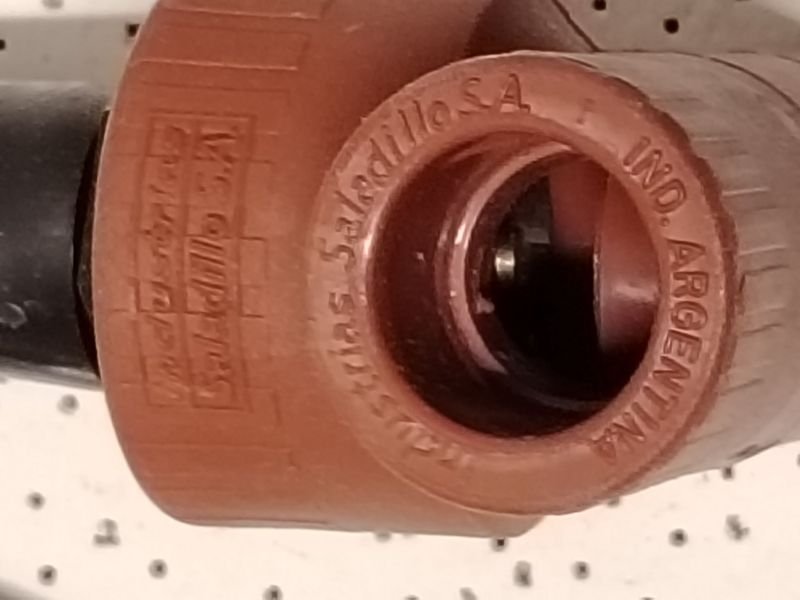 Industrias
Saladillo S.A.
Industrias Saladillo S.A.
IND. ARGENTINA